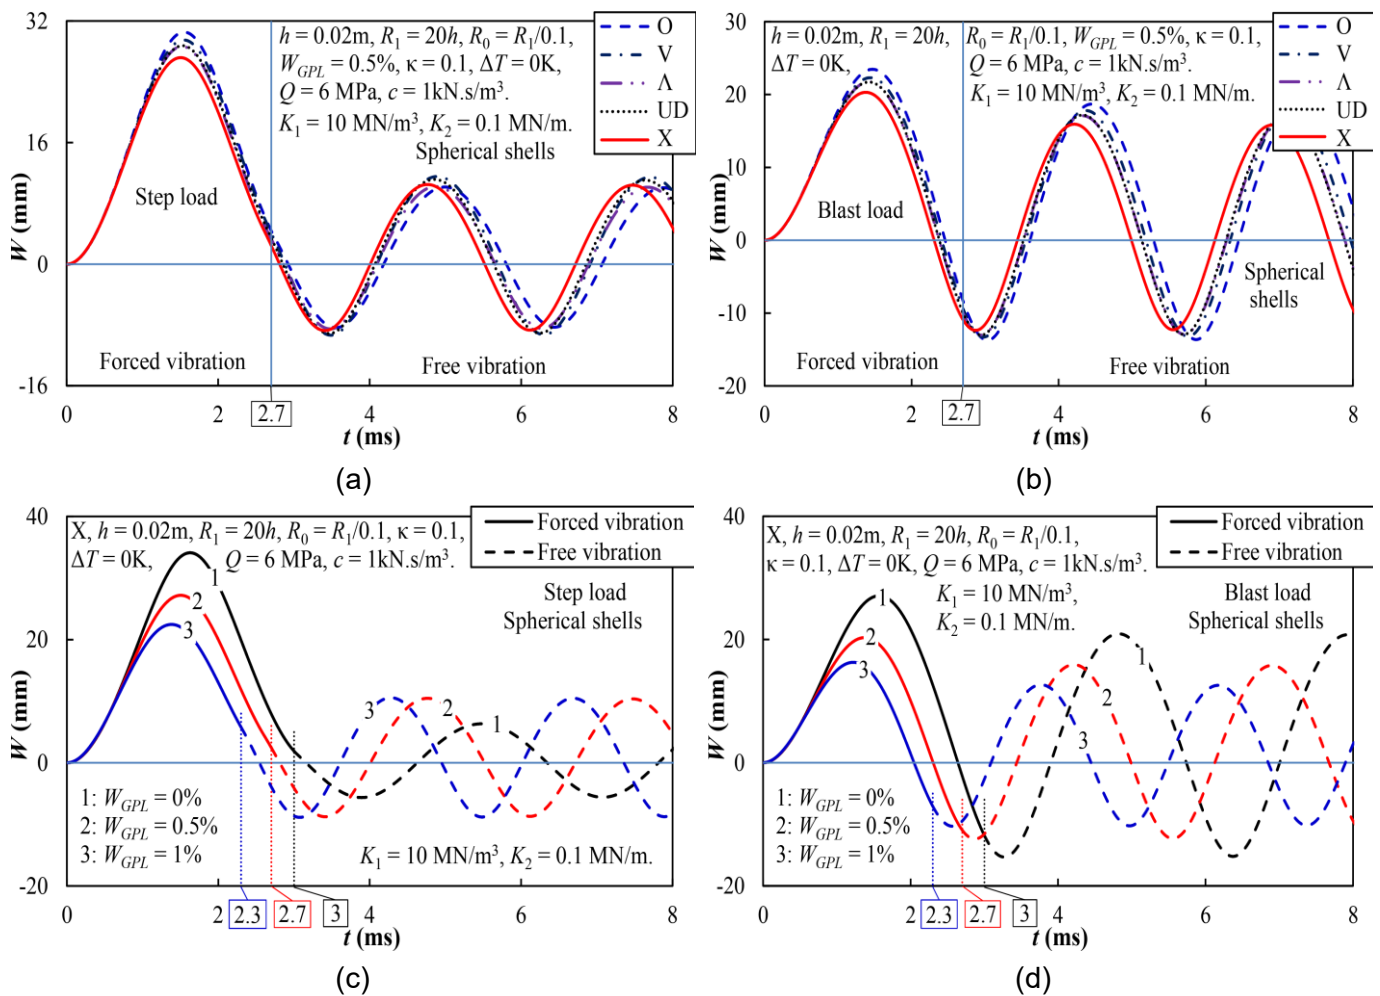 32
16
0
-16
W (mm)
h = 0.02m, R₁ = 20h, R₀ = R₁/0.1,
W_GPL = 0.5%, κ = 0.1, ΔT = 0K,
Q = 6 MPa, c = 1kN.s/m³.
K₁ = 10 MN/m³, K₂ = 0.1 MN/m.
Spherical shells
O
V
Λ
UD
X
Step load
Forced vibration
Free vibration
0
2
2.7
4
6
8
t (ms)
(a)
30
20
10
0
-10
-20
W (mm)
h = 0.02m, R₁ = 20h, R₀ = R₁/0.1, W_GPL = 0.5%, κ = 0.1,
ΔT = 0K, Q = 6 MPa, c = 1kN.s/m³.
K₁ = 10 MN/m³, K₂ = 0.1 MN/m.
O
V
Λ
UD
X
Blast load
Spherical
shells
Forced vibration
Free vibration
0
2
2.7
4
6
8
t (ms)
(b)
40
20
0
-20
W (mm)
X, h = 0.02m, R₁ = 20h, R₀ = R₁/0.1, κ = 0.1,
ΔT = 0K, Q = 6 MPa, c = 1kN.s/m³.
Forced vibration
Free vibration
Step load
Spherical shells
1
2
3
3
2
1
1: W_GPL = 0%
2: W_GPL = 0.5%
3: W_GPL = 1%
K₁ = 10 MN/m³, K₂ = 0.1 MN/m.
0
2
2.3
2.7
3
4
6
8
t (ms)
(c)
40
20
0
-20
W (mm)
X, h = 0.02m, R₁ = 20h, R₀ = R₁/0.1,
κ = 0.1, ΔT = 0K, Q = 6 MPa, c = 1kN.s/m³.
K₁ = 10 MN/m³,
K₂ = 0.1 MN/m.
Forced vibration
Free vibration
Blast load
Spherical shells
1
2
3
1
2
3
1: W_GPL = 0%
2: W_GPL = 0.5%
3: W_GPL = 1%
0
2
2.3
2.7
3
4
6
8
t (ms)
(d)